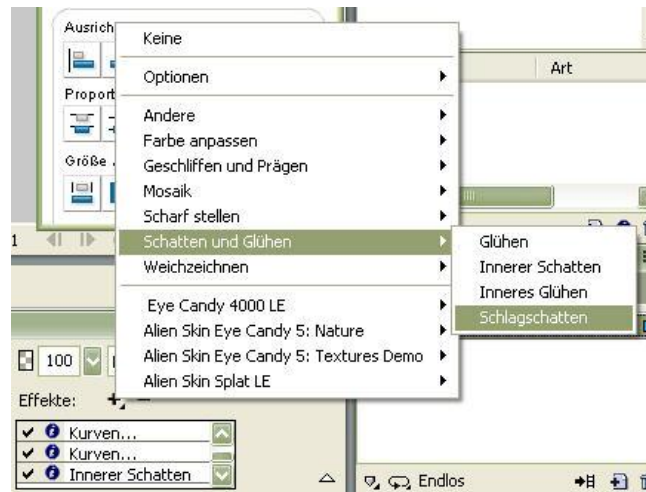 Ausrich
Keine
Art
Optionen
Proport
Andere
Farbe anpassen
Größe
Geschliffen und Prägen
Mosaik
Scharf stellen
1
Schatten und Glühen
Weichzeichnen
Glühen
Innerer Schatten
Inneres Glühen
Schlagschatten
Eye Candy 4000 LE
Alien Skin Eye Candy 5: Nature
Alien Skin Eye Candy 5: Textures Demo
Alien Skin Splat LE
100
Effekte:
Kurven...
Kurven...
Innerer Schatten
Endlos